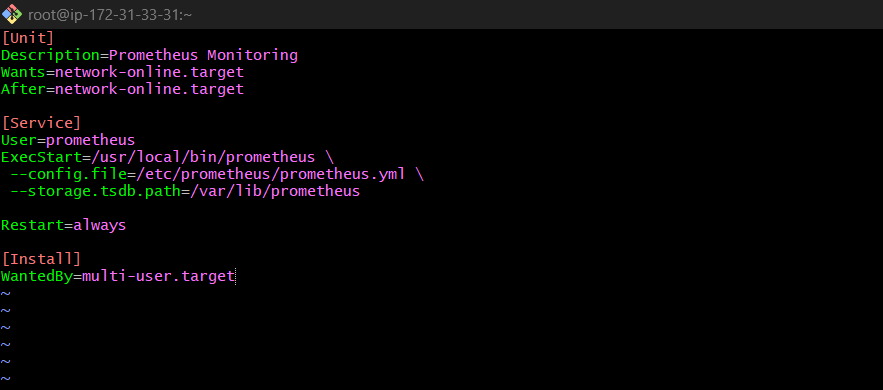 root@ip-172-31-33-31:~
[Unit]
Description=Prometheus Monitoring
Wants=network-online.target
After=network-online.target
[Service]
User=prometheus
ExecStart=/usr/local/bin/prometheus \
 --config.file=/etc/prometheus/prometheus.yml \
 --storage.tsdb.path=/var/lib/prometheus
Restart=always
[Install]
WantedBy=multi-user.target
~
~
~
~
~
~